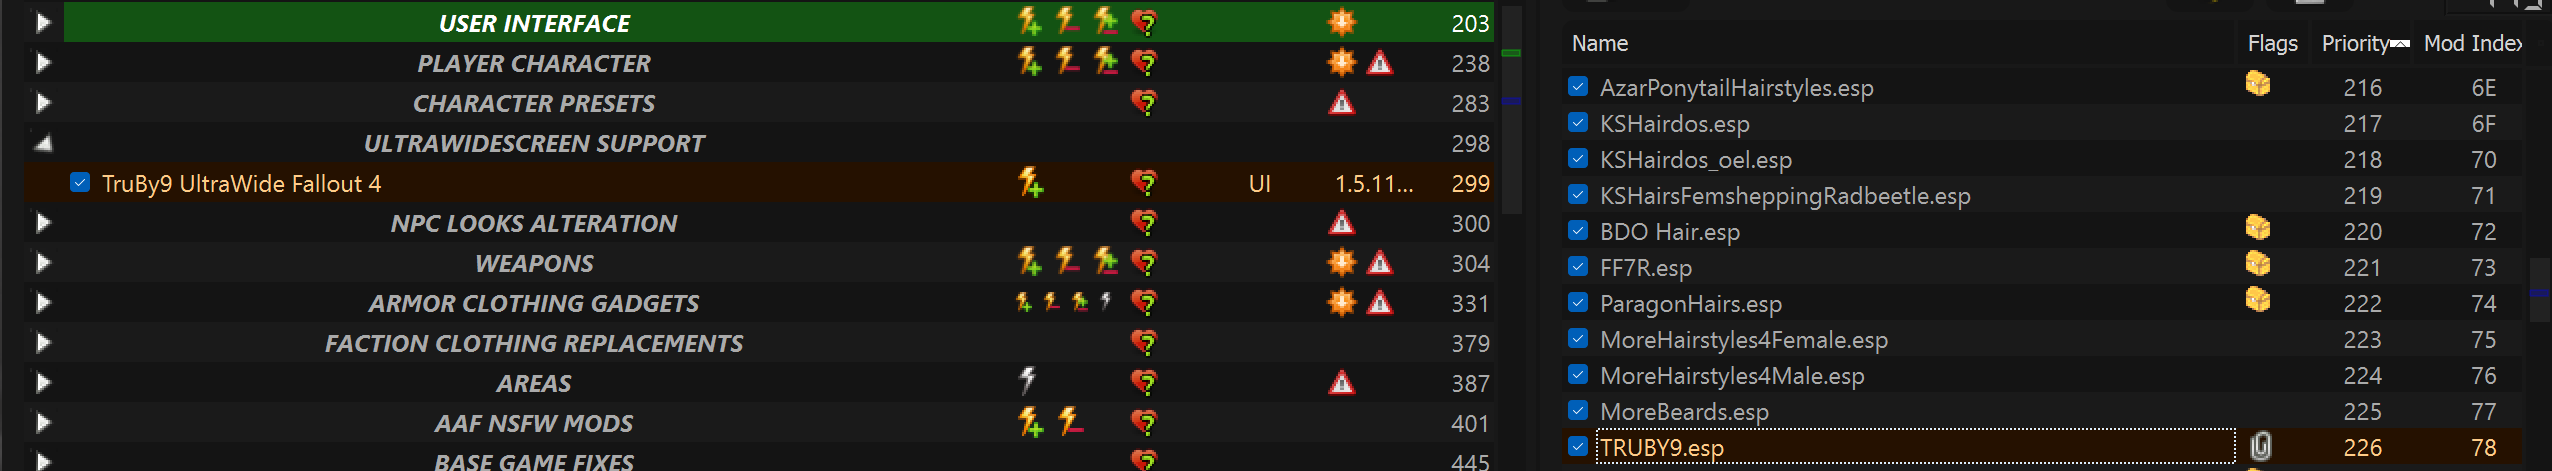 USER INTERFACE 203
PLAYER CHARACTER 238
CHARACTER PRESETS 283
ULTRAWIDESCREEN SUPPORT 298
TruBy9 UltraWide Fallout 4 UI 1.5.11... 299
NPC LOOKS ALTERATION 300
WEAPONS 304
ARMOR CLOTHING GADGETS 331
FACTION CLOTHING REPLACEMENTS 379
AREAS 387
AAF NSFW MODS 401
BASE GAME FIXES 445
Name Flags Priority Mod Index
AzarPonytailHairstyles.esp 216 6E
KSHairdos.esp 217 6F
KSHairdos_oel.esp 218 70
KSHairsFemsheppingRadbeetle.esp 219 71
BDO Hair.esp 220 72
FF7R.esp 221 73
ParagonHairs.esp 222 74
MoreHairstyles4Female.esp 223 75
MoreHairstyles4Male.esp 224 76
MoreBeards.esp 225 77
TRUBY9.esp 226 78